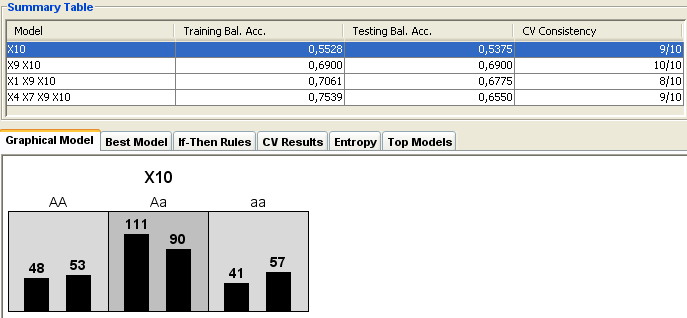 Summary Table
Model Training Bal. Acc. Testing Bal. Acc. CV Consistency
X10 0,5528 0,5375 9/10
X9 X10 0,6900 0,6900 10/10
X1 X9 X10 0,7061 0,6775 8/10
X4 X7 X9 X10 0,7539 0,6550 9/10
Graphical Model Best Model If-Then Rules CV Results Entropy Top Models
X10
AA Aa aa
48 53 111 90 41 57